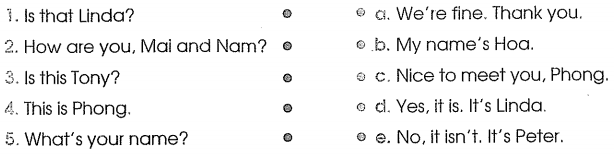 1. Is that Linda?
a. We're fine. Thank you.
2. How are you, Mai and Nam?
b. My name's Hoa.
3. Is this Tony?
c. Nice to meet you, Phong.
4. This is Phong.
d. Yes, it is. It's Linda.
5. What's your name?
e. No, it isn't. It's Peter.